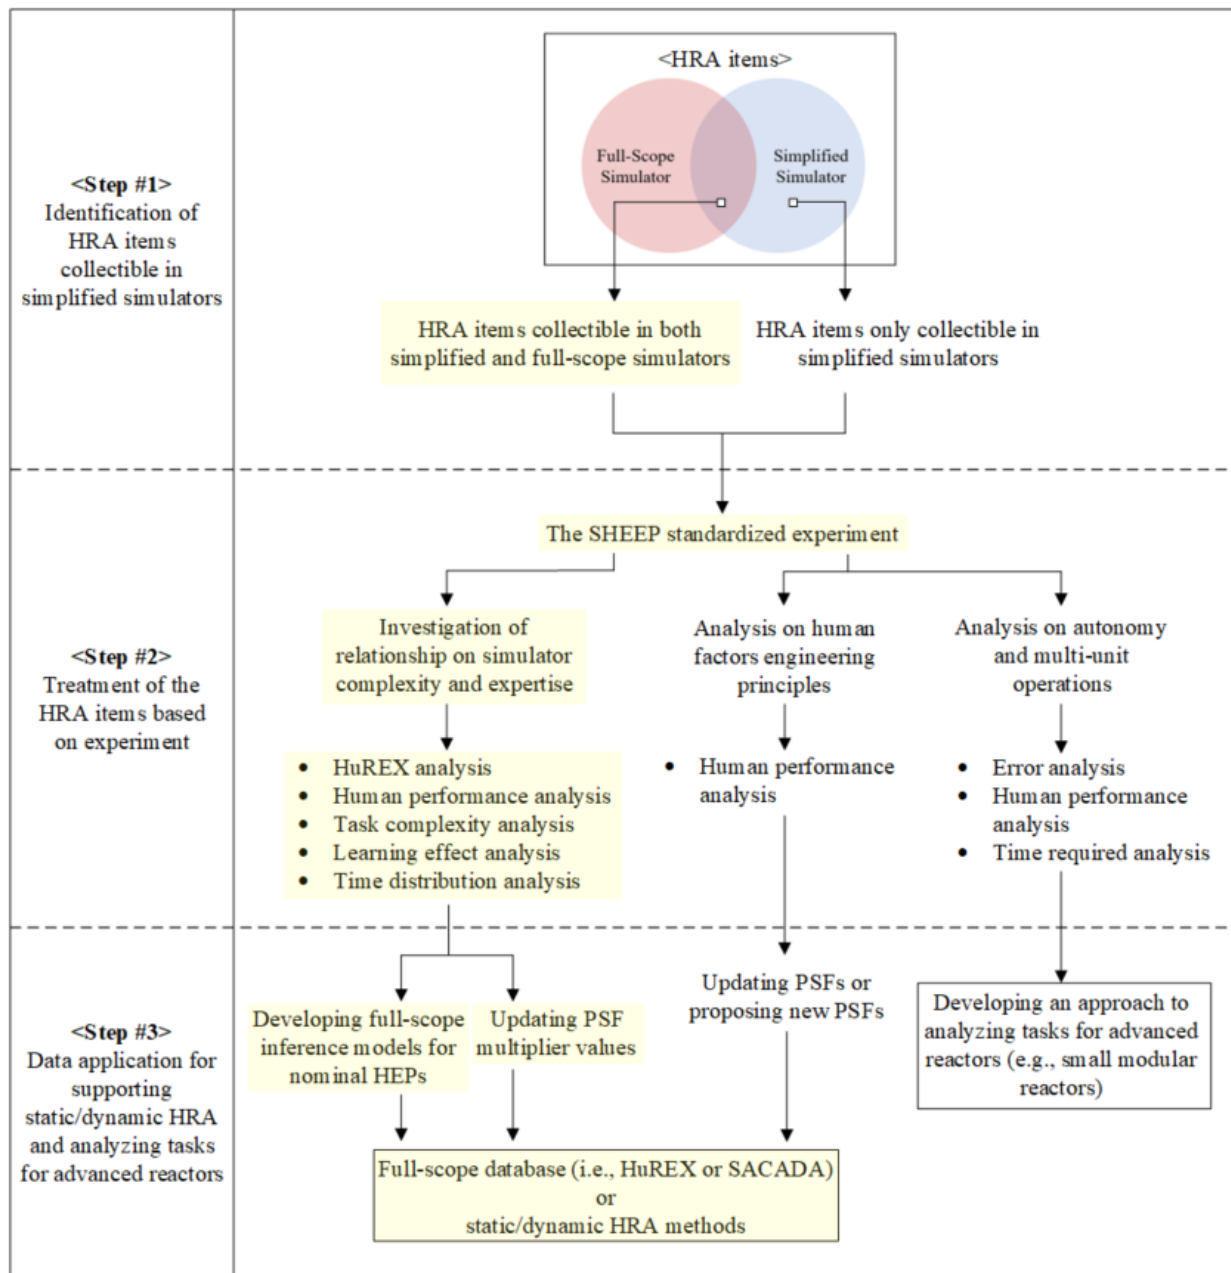 <Step #1>
Identification of
HRA items
collectible in
simplified simulators
<HRA items>
Full-Scope
Simulator
Simplified
Simulator
HRA items collectible in both
simplified and full-scope simulators
HRA items only collectible in
simplified simulators
<Step #2>
Treatment of the
HRA items based
on experiment
The SHEEP standardized experiment
Investigation of
relationship on simulator
complexity and expertise
• HuREX analysis
• Human performance analysis
• Task complexity analysis
• Learning effect analysis
• Time distribution analysis
Analysis on human
factors engineering
principles
• Human performance
analysis
Analysis on autonomy
and multi-unit
operations
• Error analysis
• Human performance
analysis
• Time required analysis
<Step #3>
Data application for
supporting
static/dynamic HRA
and analyzing tasks
for advanced reactors
Developing full-scope
inference models for
nominal HEPs
Updating PSF
multiplier values
Updating PSFs or
proposing new PSFs
Developing an approach to
analyzing tasks for advanced
reactors (e.g., small modular
reactors)
Full-scope database (i.e., HuREX or SACADA)
or
static/dynamic HRA methods